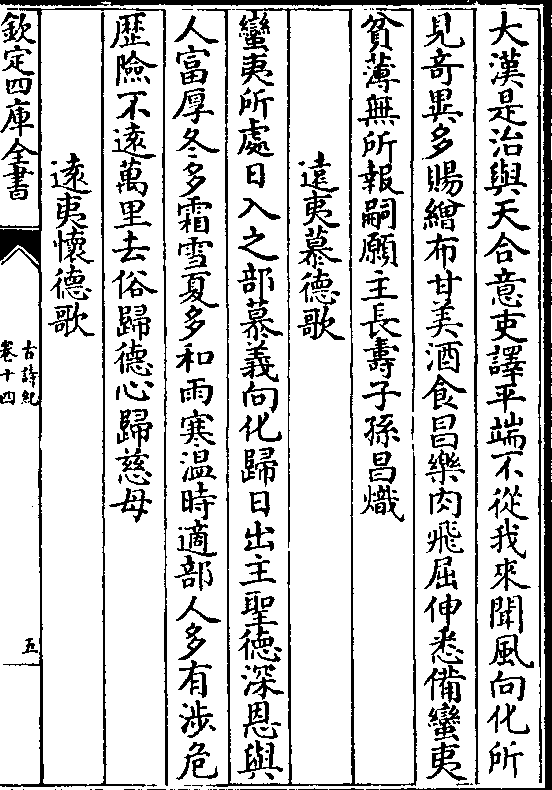 大漢是治與天合意吏譯平端不從我來聞風向化所
見奇異多賜繒布甘美酒食昌樂肉飛屈伸悉備蠻夷
貧薄無所報嗣願主長壽子孫昌熾
遠夷慕德歌
蠻夷所處日入之部慕義向化歸日出主聖德深恩與
人富厚冬多霜雪夏多和雨寒温時適部人多有涉危
歴險不遠萬里去俗歸德心歸慈母
遠夷懷德歌
欽定四庫全書
古詩紀
卷十四
五